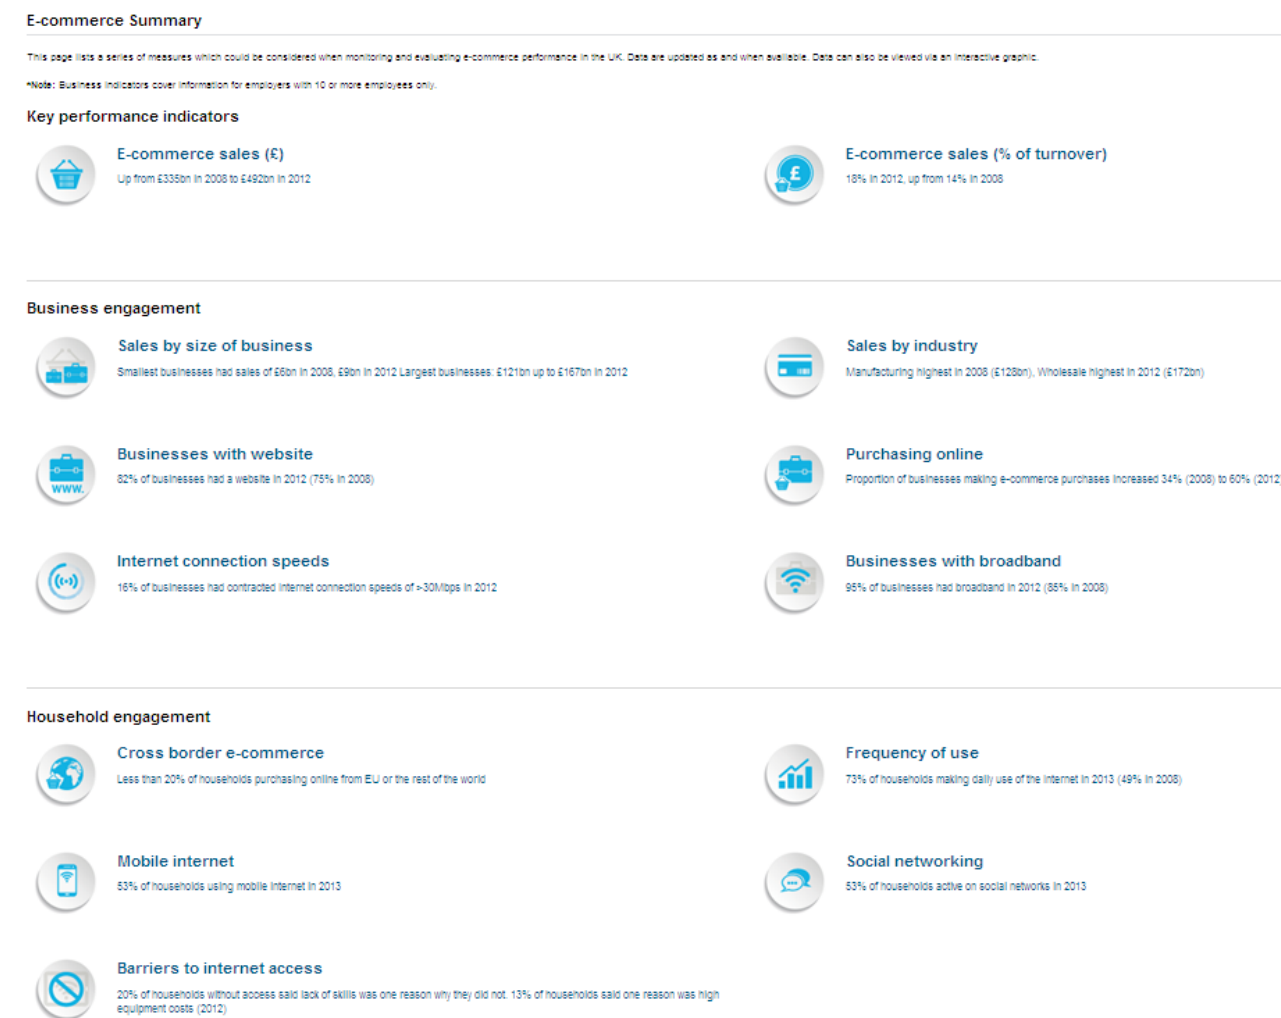 E-commerce Summary
This page lists a series of measures which could be considered when monitoring and evaluating e-commerce performance in the UK. Data are updated as and when available. Data can also be viewed via an interactive graphic.
*Note: Business indicators cover information for employers with 10 or more employees only.
Key performance indicators
E-commerce sales (£)
Up from £335bn in 2008 to £492bn in 2012
E-commerce sales (% of turnover)
18% in 2012, up from 14% in 2008
Business engagement
Sales by size of business
Smallest businesses had sales of £6bn in 2008, £9bn in 2012 Largest businesses: £121bn up to £167bn in 2012
Sales by industry
Manufacturing highest in 2008 (£128bn), Wholesale highest in 2012 (£172bn)
Businesses with website
82% of businesses had a website in 2012 (75% in 2008)
www.
Purchasing online
Proportion of businesses making e-commerce purchases increased 34% (2008) to 60% (2012)
Internet connection speeds
16% of businesses had contracted internet connection speeds of >30Mbps in 2012
Businesses with broadband
95% of businesses had broadband in 2012 (85% in 2008)
Household engagement
Cross border e-commerce
Less than 20% of households purchasing online from EU or the rest of the world
Frequency of use
73% of households making daily use of the internet in 2013 (49% in 2008)
Mobile internet
53% of households using mobile internet in 2013
Social networking
53% of households active on social networks in 2013
Barriers to internet access
20% of households without access said lack of skills was one reason why they did not. 13% of households said one reason was high
equipment costs (2012)